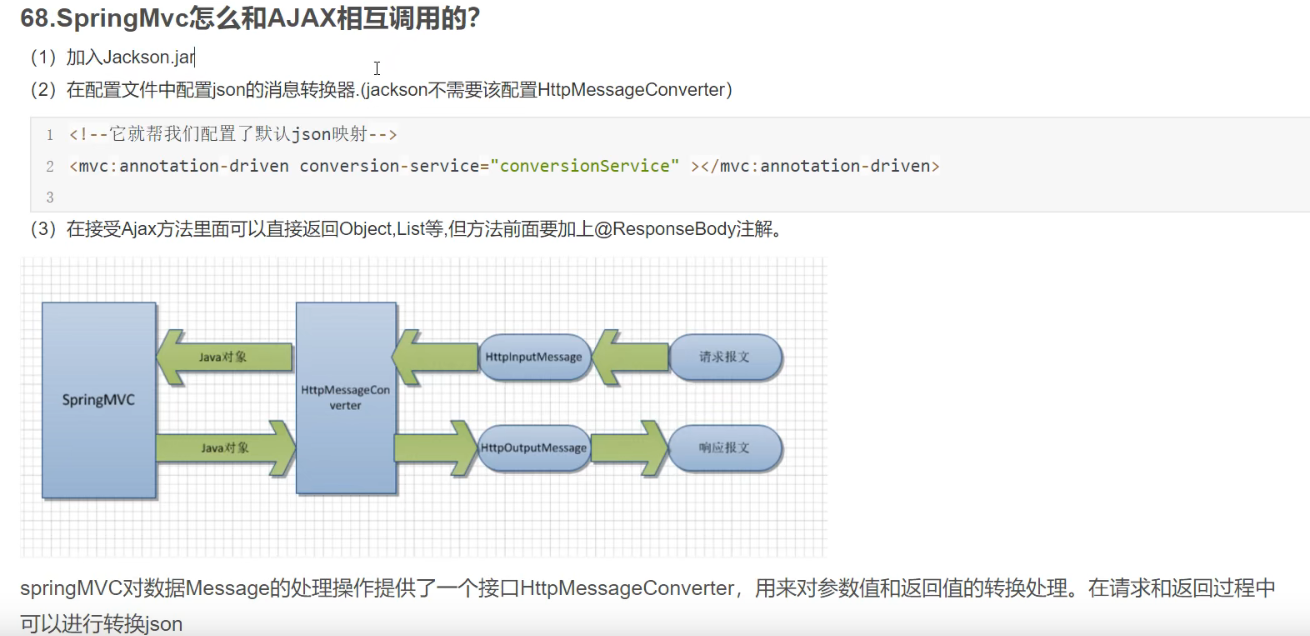 68.SpringMvc怎么和AJAX相互调用的?
（1）加入Jackson.jar
（2）在配置文件中配置json的消息转换器.(jackson不需要该配置HttpMessageConverter)
1 <!--它就帮我们配置了默认json映射-->
2 <mvc:annotation-driven conversion-service="conversionService" ></mvc:annotation-driven>
3
（3）在接受Ajax方法里面可以直接返回Object,List等,但方法前面要加上@ResponseBody注解。
Java对象
HttpInputMessage
请求报文
SpringMVC
HttpMessageCon
verter
Java对象
HttpOutputMessage
响应报文
springMVC对数据Message的处理操作提供了一个接口HttpMessageConverter，用来对参数值和返回值的转换处理。在请求和返回过程中
可以进行转换json